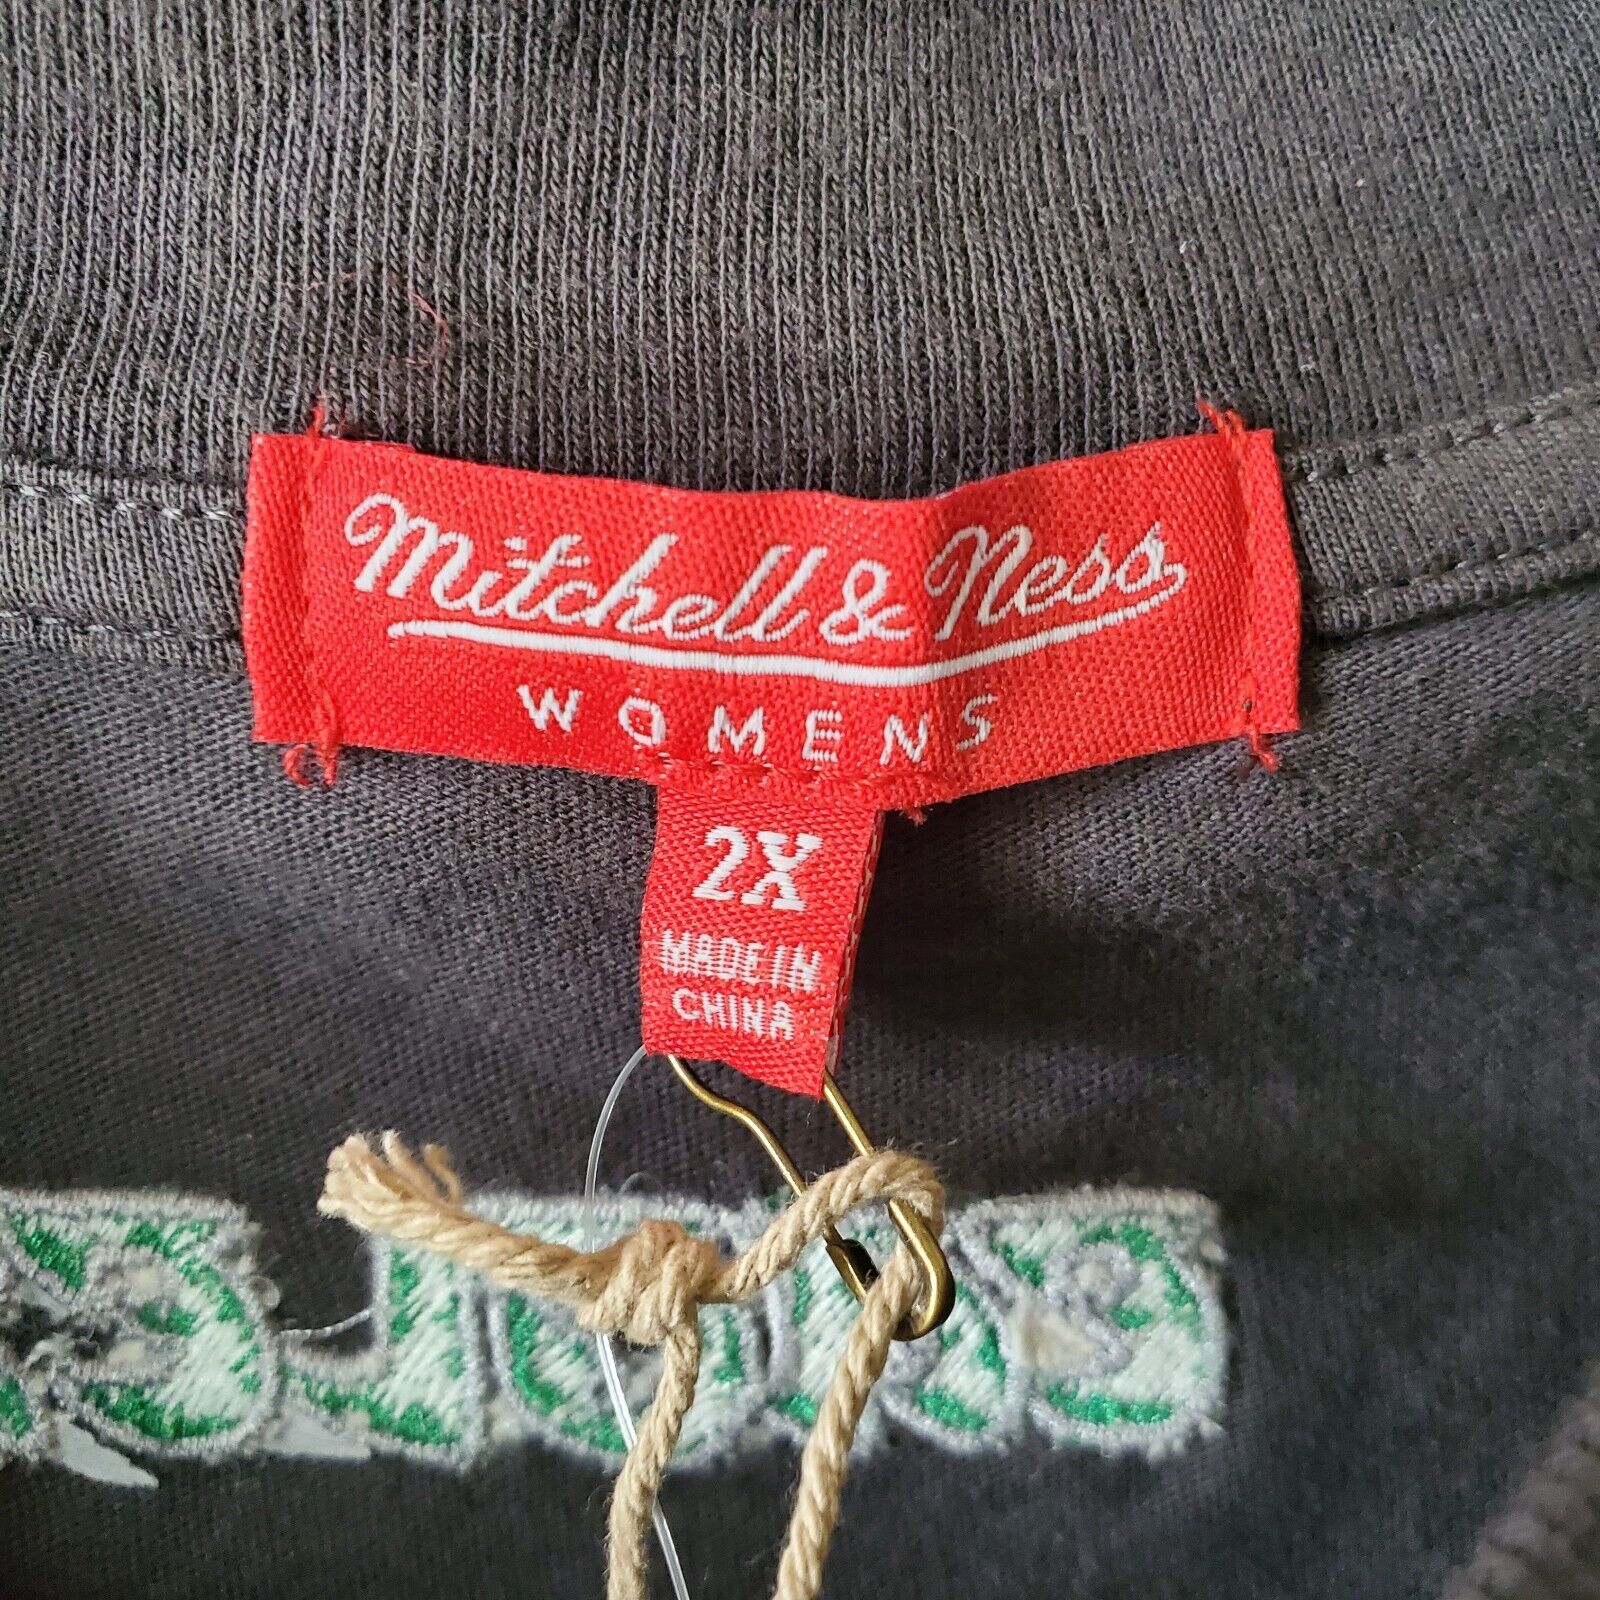 Mitchell & Ness
WOMENS
2X
MADE IN
CHINA